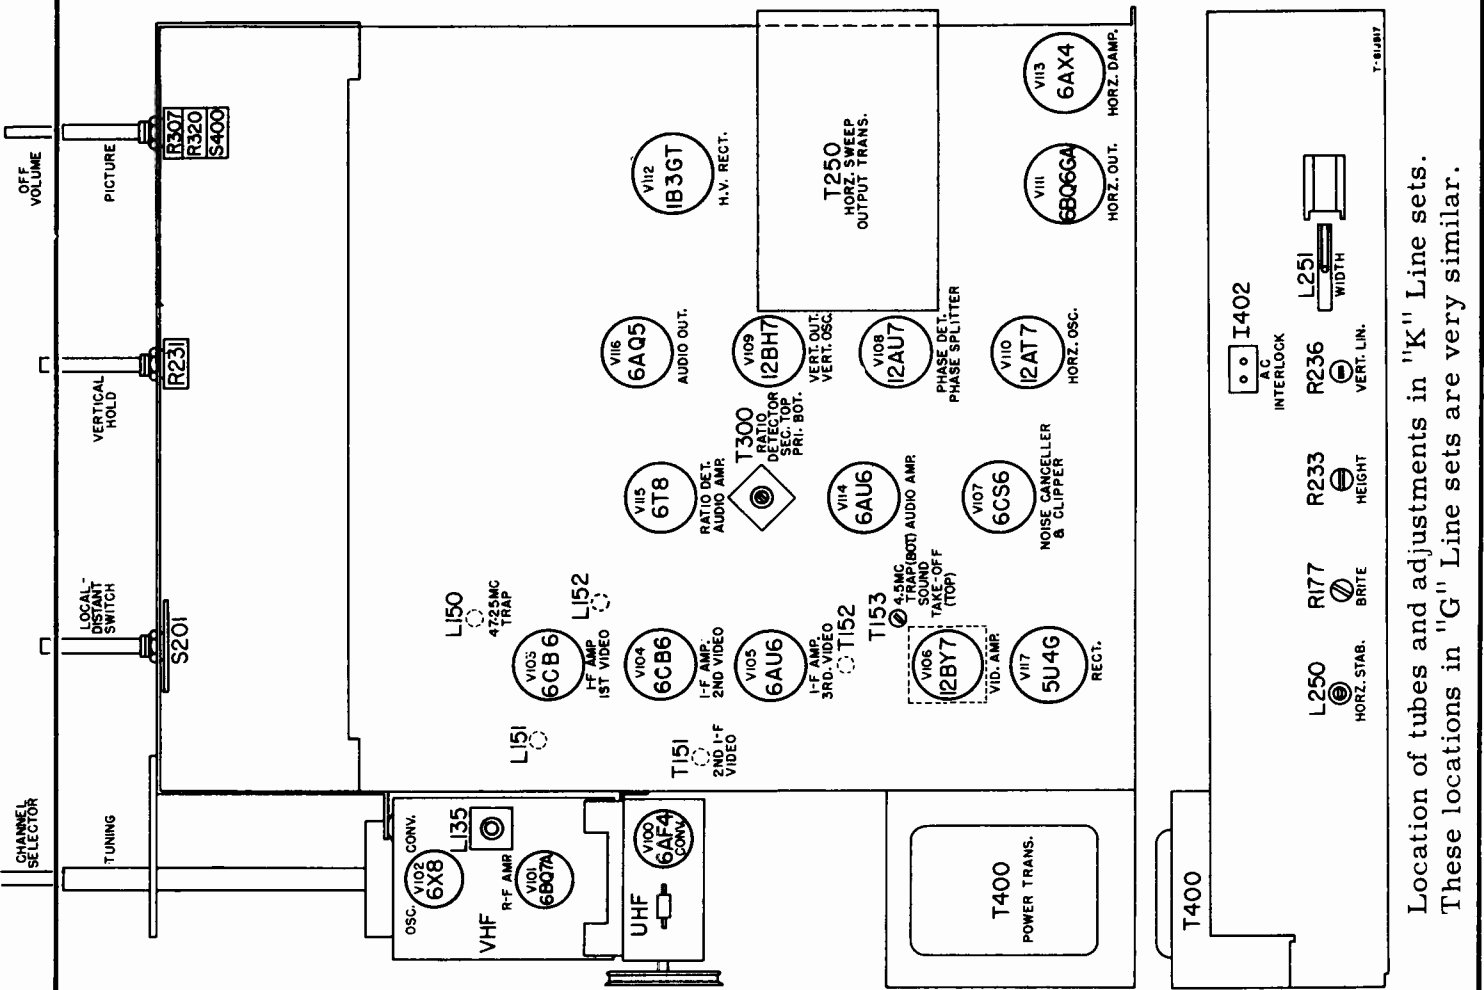 OFF
VOLUME
PICTURE
R307
R320
S400
VERTICAL
HOLD
R231
LOCAL-
DISTANT
SWITCH
S201
CHANNEL
SELECTOR
TUNING
V112
1B3GT
H.V. RECT.
T250
HORZ. SWEEP
OUTPUT TRANS.
V113
6AX4
HORZ. DAMP.
V111
6BQ6GA
HORZ. OUT.
V116
6AQ5
AUDIO OUT.
V109
12BH7
VERT. OUT.
VERT. OSC.
V108
12AU7
PHASE DET.
PHASE SPLITTER
V110
12AT7
HORZ. OSC.
V115
6T8
RATIO DET.
AUDIO AMP.
T300
RATIO
DETECTOR
SEC. TOP
PRI. BOT.
V114
6AU6
AUDIO AMP.
V107
6CS6
NOISE CANCELLER
& CLIPPER
L150
47.25MC
TRAP
L152
V103
6CB6
I-F AMP
1ST VIDEO
V104
6CB6
I-F AMP.
2ND VIDEO
V105
6AU6
I-F AMP.
3RD. VIDEO
T152
T153
4.5MC
TRAP(BOT)
SOUND
TAKE-OFF
(TOP)
V106
12BY7
VID. AMP.
V117
5U4G
RECT.
L151
T151
2ND I-F
VIDEO
OSC.
V102
6X8
CONV.
L135
R-F AMP.
V101
6BQ7A
VHF
UHF
V100
6AF4
CONV.
T400
POWER TRANS.
T-61J817
I402
AC
INTERLOCK
L251
WIDTH
R236
VERT. LIN.
R233
HEIGHT
R177
BRITE
L250
HORZ. STAB.
T400
Location of tubes and adjustments in "K" Line sets.
These locations in "G" Line sets are very similar.